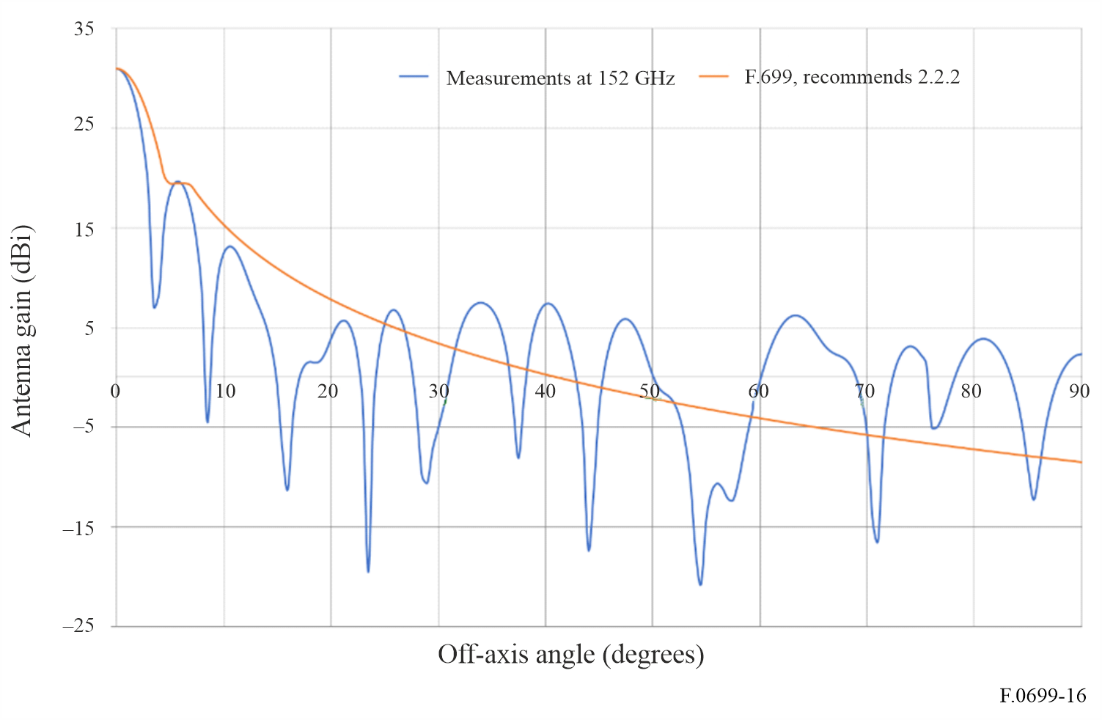 35
Measurements at 152 GHz F.699, recommends 2.2.2
25
15
Antenna gain (dBi)
5
0 10 20 30 40 50 60 70 80 90
–5
–15
–25
Off-axis angle (degrees)
F.0699-16